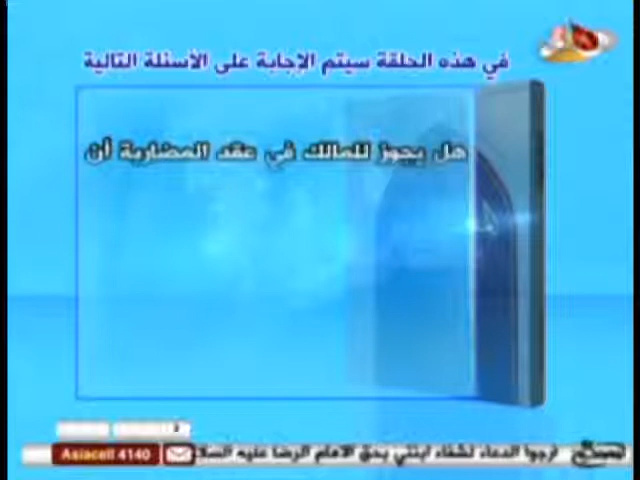 في هذه الحلقة سيتم الإجابة على الأسئلة التالية
هل يجوز للمالك في عقد المضاربة أن
ارجوا الدعاء لشفاء ابنتي بحق الامام الرضا عليه السلا
Asiacell 4140